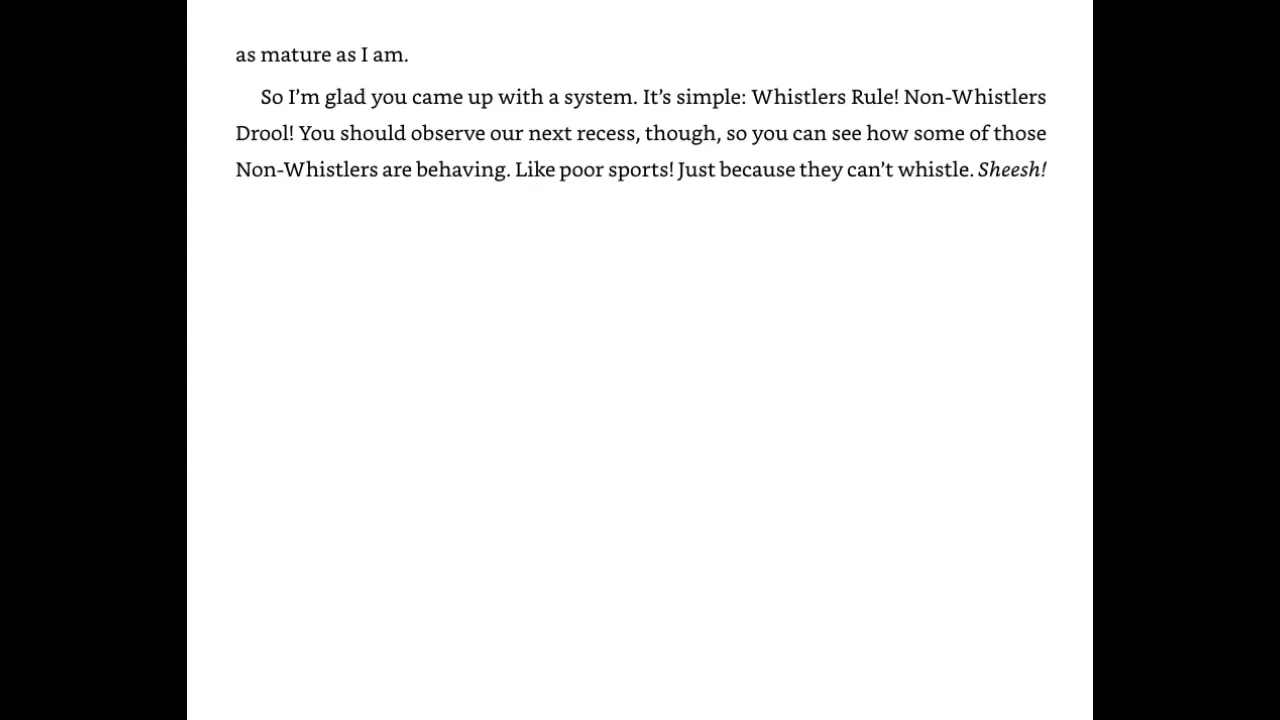 as mature as I am.
So I’m glad you came up with a system. It’s simple: Whistlers Rule! Non-Whistlers
Drool! You should observe our next recess, though, so you can see how some of those
Non-Whistlers are behaving. Like poor sports! Just because they can’t whistle. Sheesh!